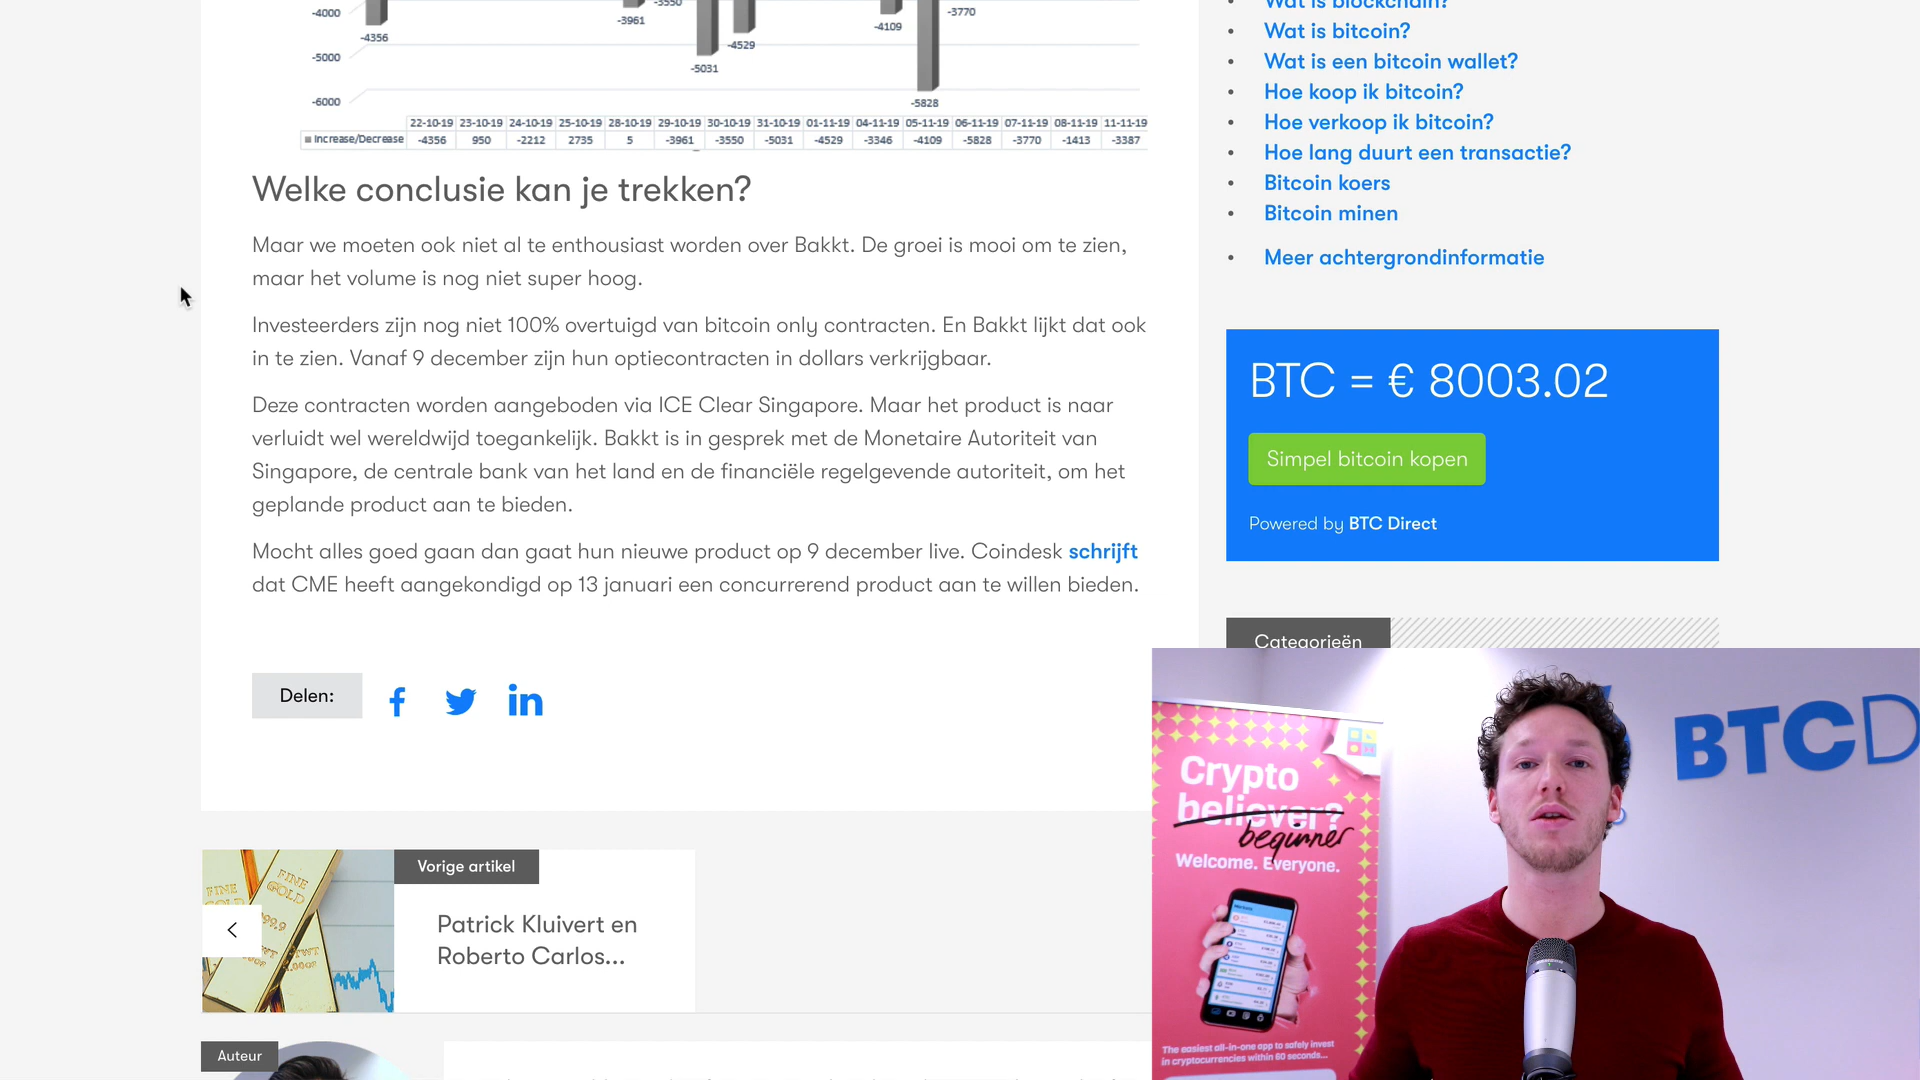 -4000
-3550
-3770
-3961
-4109
-4356
-4529
-5000
-5031
-6000
-5828
22-10-19 23-10-19 24-10-19 25-10-19 28-10-19 29-10-19 30-10-19 31-10-19 01-11-19 04-11-19 05-11-19 06-11-19 07-11-19 08-11-19 11-11-19
Increase/Decrease -4356 950 -2212 2735 5 -3961 -3550 -5031 -4529 -3346 -4109 -5828 -3770 -1413 -3387
Welke conclusie kan je trekken?
Maar we moeten ook niet al te enthousiast worden over Bakkt. De groei is mooi om te zien,
maar het volume is nog niet super hoog.
Investeerders zijn nog niet 100% overtuigd van bitcoin only contracten. En Bakkt lijkt dat ook
in te zien. Vanaf 9 december zijn hun optiecontracten in dollars verkrijgbaar.
Deze contracten worden aangeboden via ICE Clear Singapore. Maar het product is naar
verluidt wel wereldwijd toegankelijk. Bakkt is in gesprek met de Monetaire Autoriteit van
Singapore, de centrale bank van het land en de financiële regelgevende autoriteit, om het
geplande product aan te bieden.
Mocht alles goed gaan dan gaat hun nieuwe product op 9 december live. Coindesk schrijft
dat CME heeft aangekondigd op 13 januari een concurrerend product aan te willen bieden.
Delen:
Vorige artikel
Patrick Kluivert en
Roberto Carlos...
FINE
GOLD
FINE
999.9
Auteur
Wat is blockchain?
Wat is bitcoin?
Wat is een bitcoin wallet?
Hoe koop ik bitcoin?
Hoe verkoop ik bitcoin?
Hoe lang duurt een transactie?
Bitcoin koers
Bitcoin minen
Meer achtergrondinformatie
BTC = € 8003.02
Simpel bitcoin kopen
Powered by BTC Direct
Categorieën
Crypto
believer?
beginner
Welcome. Everyone.
The easiest all-in-one app to safely invest
in cryptocurrencies within 60 seconds...
BTCD